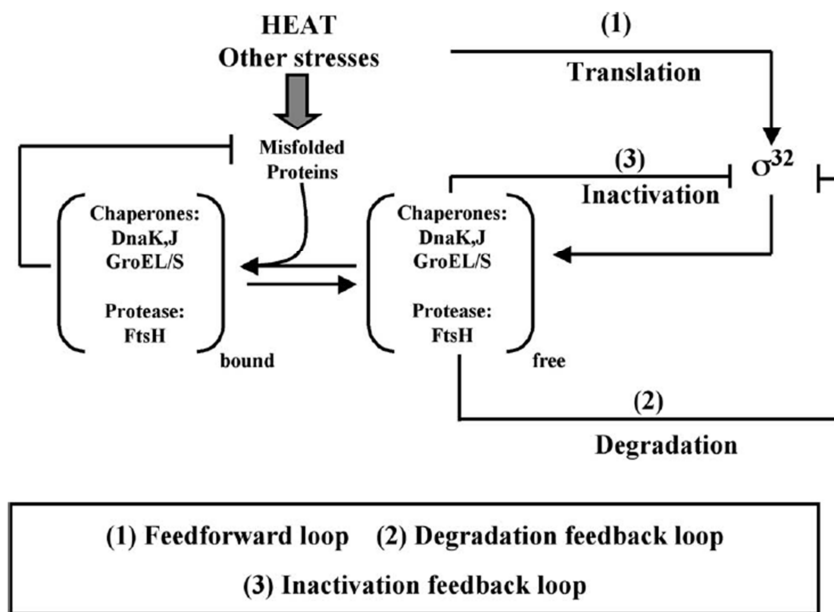 HEAT
Other stresses
(1)
Translation
Misfolded
Proteins
(3)
Inactivation
σ32
Chaperones:
DnaK,J
GroEL/S
Protease:
FtsH
bound
Chaperones:
DnaK,J
GroEL/S
Protease:
FtsH
free
(2)
Degradation
(1) Feedforward loop (2) Degradation feedback loop
(3) Inactivation feedback loop